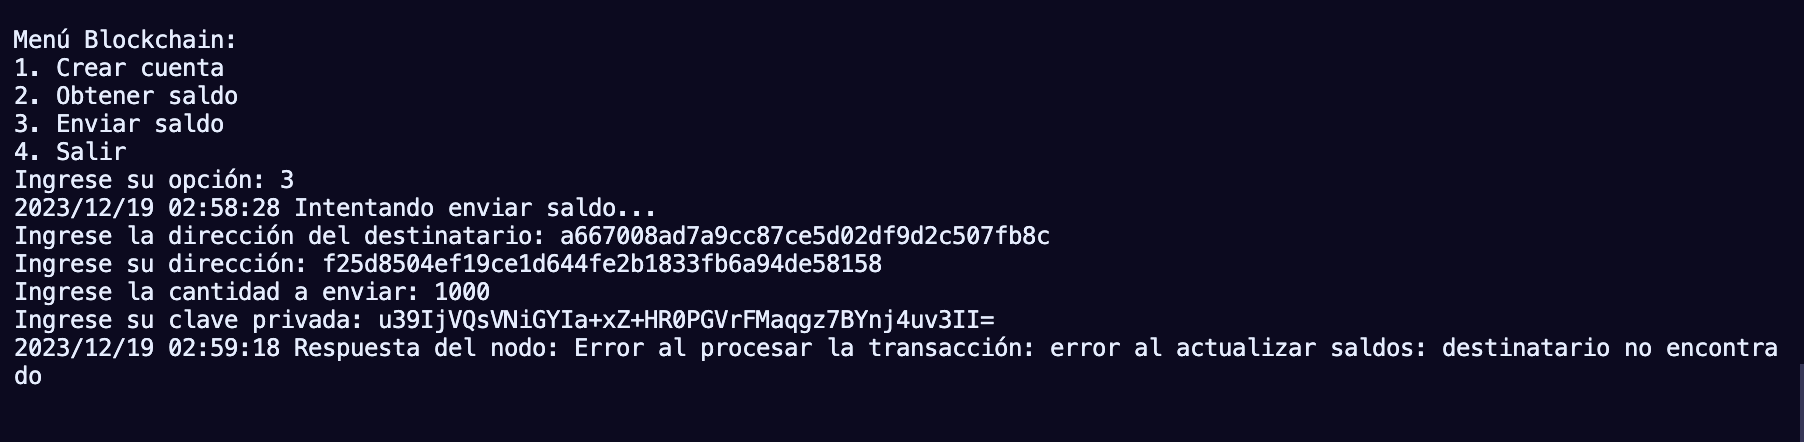 Menú Blockchain:
1. Crear cuenta
2. Obtener saldo
3. Enviar saldo
4. Salir
Ingrese su opción: 3
2023/12/19 02:58:28 Intentando enviar saldo...
Ingrese la dirección del destinatario: a667008ad7a9cc87ce5d02df9d2c507fb8c
Ingrese su dirección: f25d8504ef19ce1d644fe2b1833fb6a94de58158
Ingrese la cantidad a enviar: 1000
Ingrese su clave privada: u39IjVQsVNiGYIa+xZ+HR0PGVrFMaqgz7BYnj4uv3II=
2023/12/19 02:59:18 Respuesta del nodo: Error al procesar la transacción: error al actualizar saldos: destinatario no encontra
do